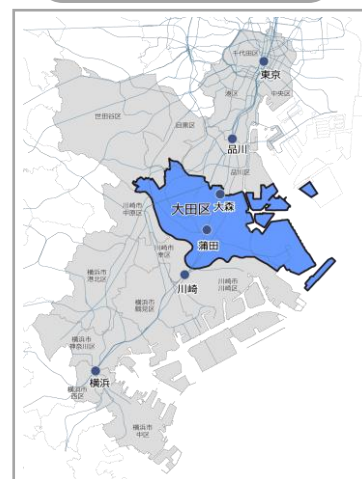 千代田区
東京
港区
中央区
世田谷区
目黒区
品川
品川区
大田区
大森
川崎市
中原区
蒲田
川崎市
幸区
川崎
川崎市
川崎区
横浜市
港北区
横浜市
鶴見区
横浜市
神奈川区
横浜
横浜市
西区
横浜市
中区